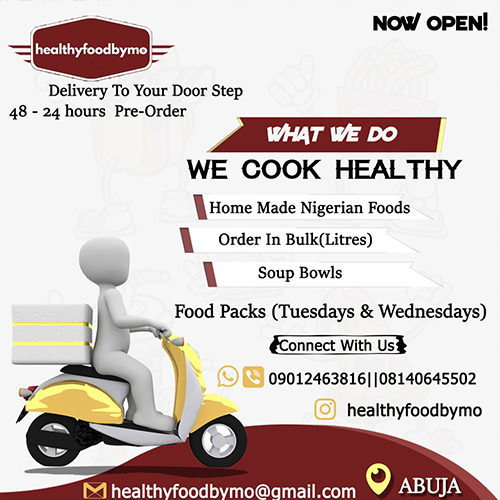 healthyfoodbymo
NOW OPEN!
Delivery To Your Door Step
48 - 24 hours Pre-Order
WHAT WE DO
WE COOK HEALTHY
Home Made Nigerian Foods
Order In Bulk(Litres)
Soup Bowls
Food Packs (Tuesdays & Wednesdays)
Connect With Us
09012463816||08140645502
healthyfoodbymo
healthyfoodbymo@gmail.com
ABUJA